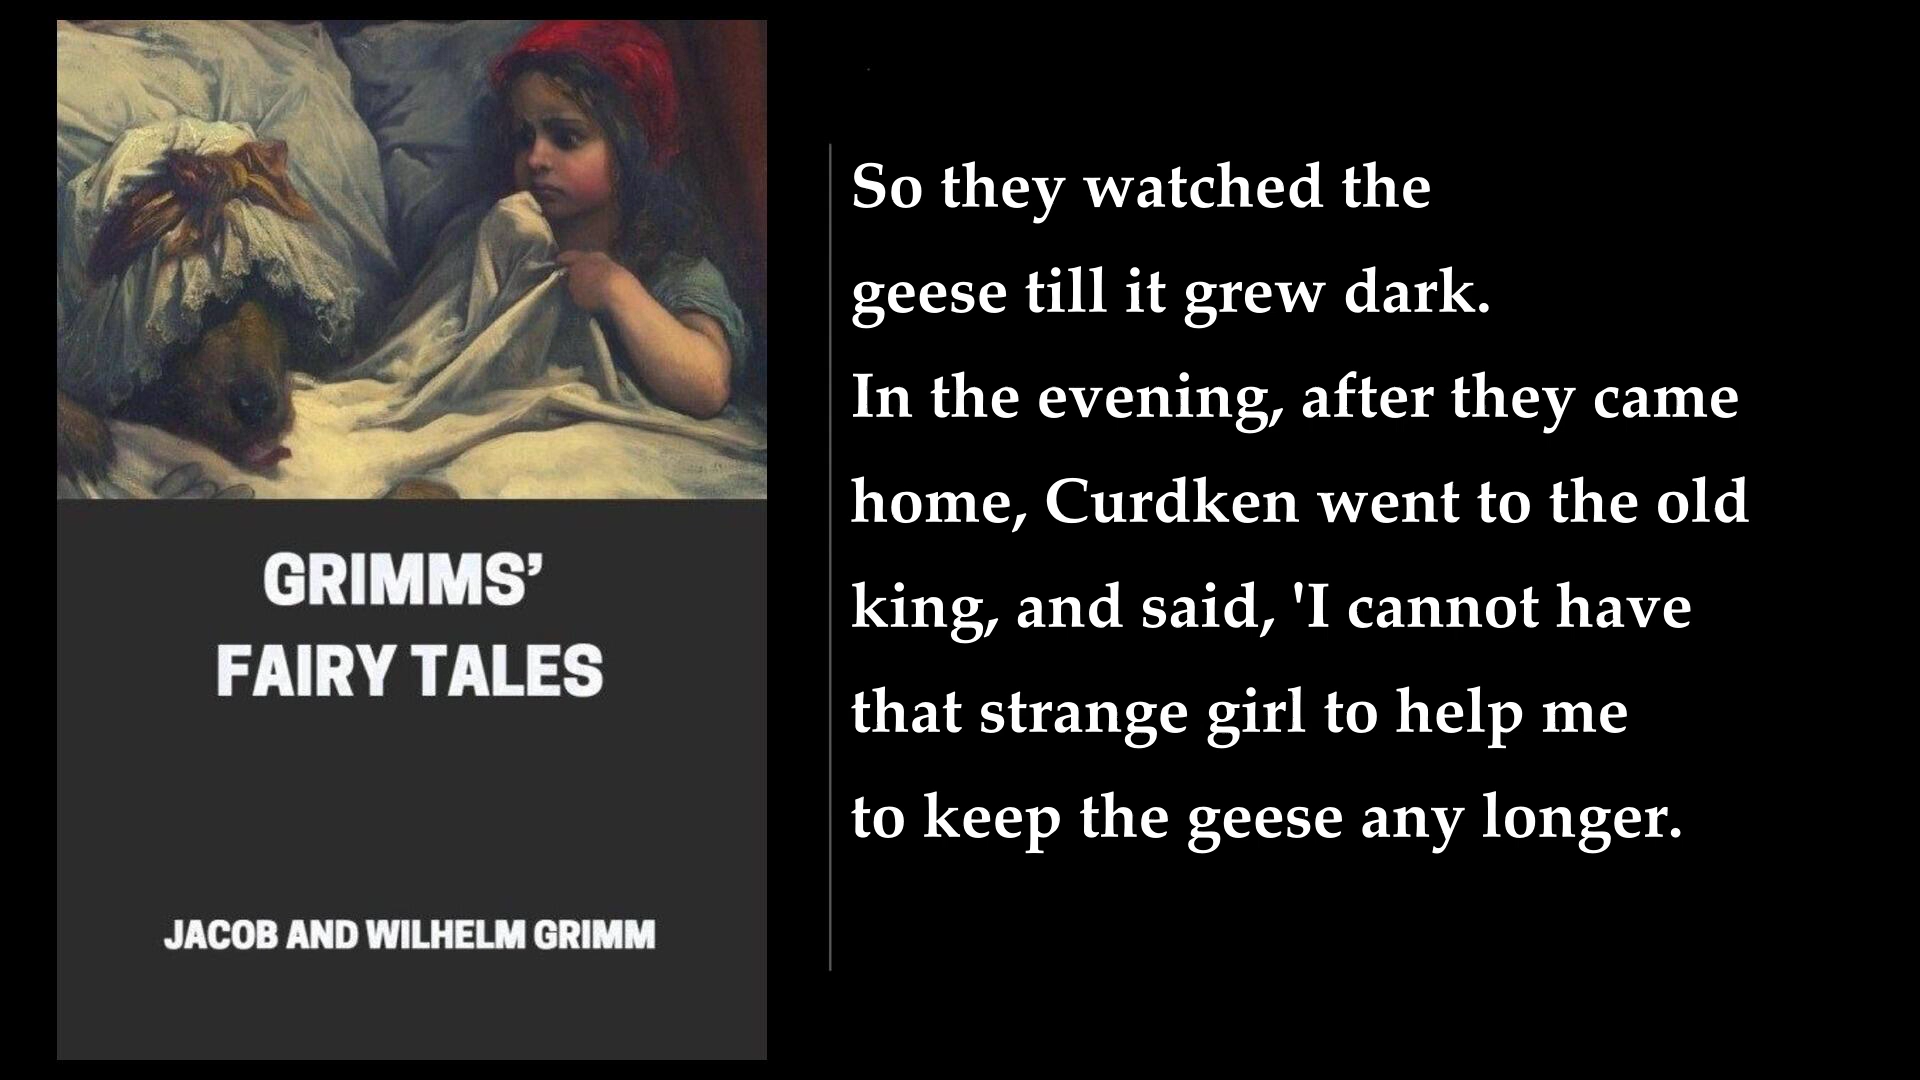 GRIMMS’
FAIRY TALES
JACOB AND WILHELM GRIMM
So they watched the
geese till it grew dark.
In the evening, after they came
home, Curdken went to the old
king, and said, 'I cannot have
that strange girl to help me
to keep the geese any longer.